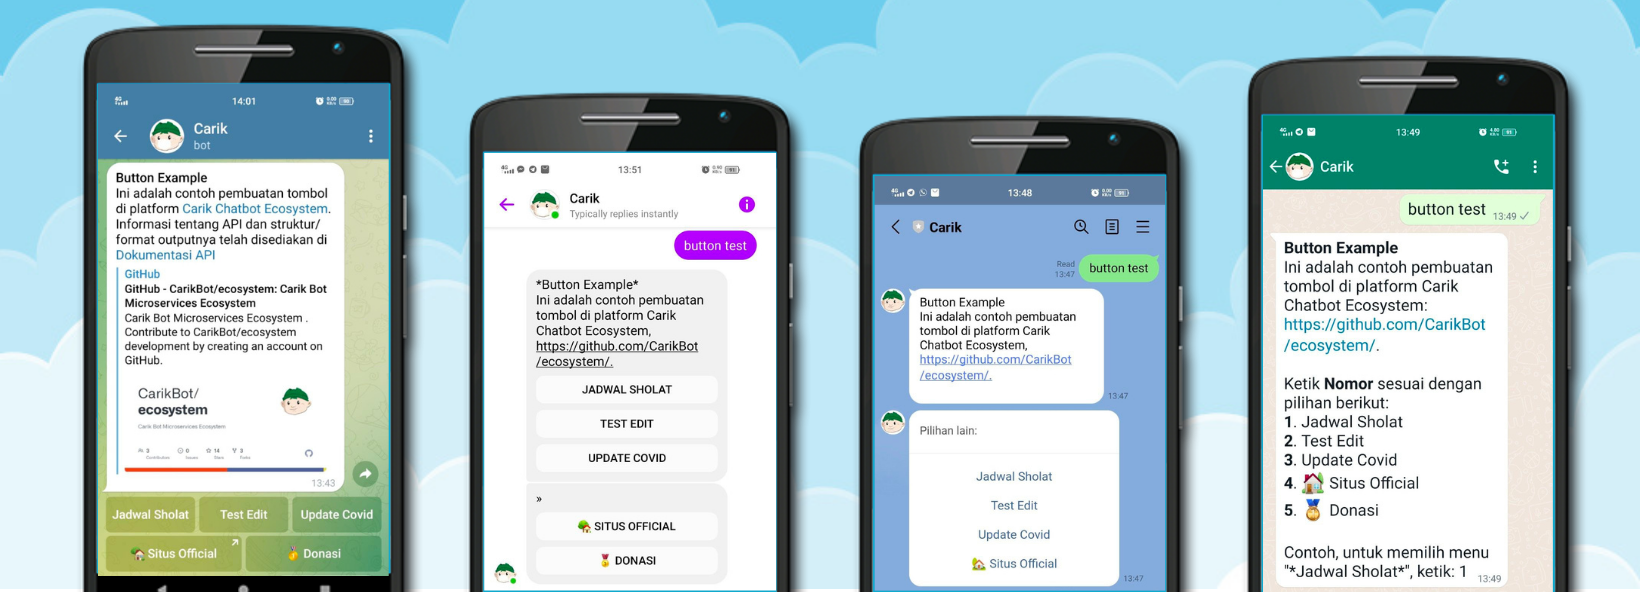 14:01
Carik
bot
Button Example
Ini adalah contoh pembuatan tombol
di platform Carik Chatbot Ecosystem.
Informasi tentang API dan struktur/
format outputnya telah disediakan di
Dokumentasi API
GitHub
GitHub - CarikBot/ecosystem: Carik Bot
Microservices Ecosystem
Carik Bot Microservices Ecosystem .
Contribute to CarikBot/ecosystem
development by creating an account on
GitHub.
CarikBot/
ecosystem
Carik Bot Microservices Ecosystem
13:43
Jadwal Sholat
Test Edit
Update Covid
Situs Official
Donasi
13:51
Carik
Typically replies instantly
button test
*Button Example*
Ini adalah contoh pembuatan
tombol di platform Carik
Chatbot Ecosystem,
https://github.com/CarikBot
/ecosystem/.
JADWAL SHOLAT
TEST EDIT
UPDATE COVID
»
SITUS OFFICIAL
DONASI
13:48
Carik
Read
13:47
button test
Button Example
Ini adalah contoh pembuatan
tombol di platform Carik
Chatbot Ecosystem,
https://github.com/CarikBot
/ecosystem/.
13:47
Pilihan lain:
Jadwal Sholat
Test Edit
Update Covid
Situs Official
13:47
13:49
Carik
button test 13:49
Button Example
Ini adalah contoh pembuatan
tombol di platform Carik
Chatbot Ecosystem:
https://github.com/CarikBot
/ecosystem/.
Ketik Nomor sesuai dengan
pilihan berikut:
1. Jadwal Sholat
2. Test Edit
3. Update Covid
4. Situs Official
5. Donasi
Contoh, untuk memilih menu
"*Jadwal Sholat*", ketik: 1
13:49